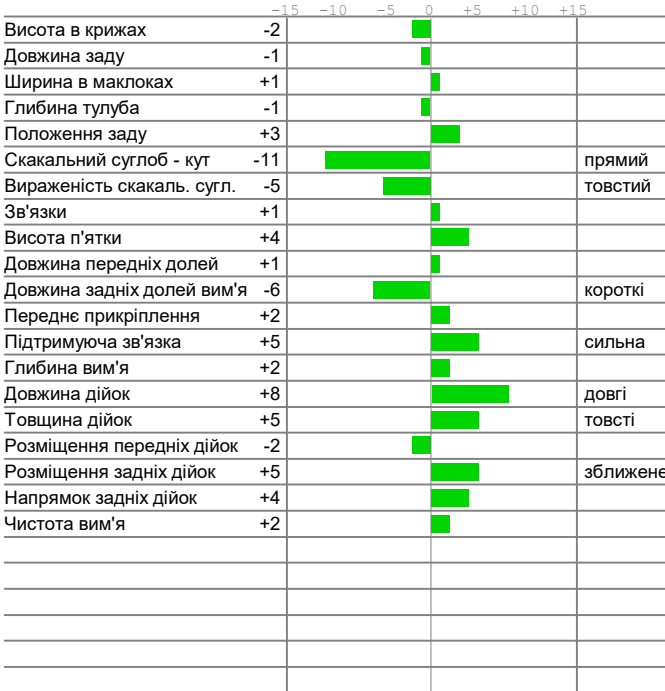 -15 -10 -5 0 +5 +10 +15
Висота в крижах -2
Довжина заду -1
Ширина в маклоках +1
Глибина тулуба -1
Положення заду +3
Скакальний суглоб - кут -11 прямий
Вираженість скакаль. сугл. -5 товстий
Зв'язки +1
Висота п'ятки +4
Довжина передніх долей +1
Довжина задніх долей вим'я -6 короткі
Переднє прикріплення +2
Підтримуюча зв'язка +5 сильна
Глибина вим'я +2
Довжина дійок +8 довгі
Товщина дійок +5 товсті
Розміщення передніх дійок -2
Розміщення задніх дійок +5 зближене
Напрямок задніх дійок +4
Чистота вим'я +2